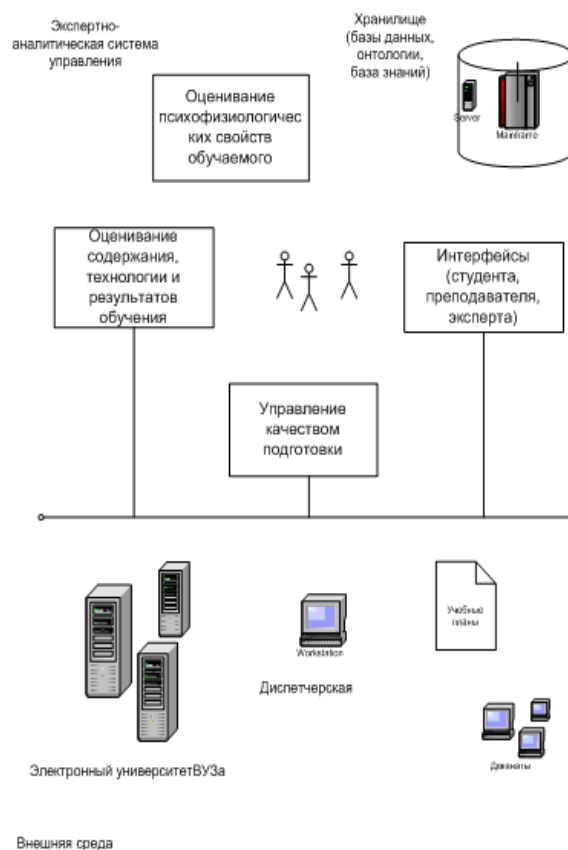 Экспертно-
аналитическая система
управления
Хранилище
(базы данных,
онтологии,
база знаний)
Server
Mainframe
Оценивание
психофизиологичес
ких свойств
обучаемого
Оценивание
содержания,
технологии и
результатов
обучения
Интерфейсы
(студента,
преподавателя,
эксперта)
Управление
качеством
подготовки
Учебные
планы
Workstation
Диспетчерская
Деканаты
Электронный университетВУЗа
Внешняя среда